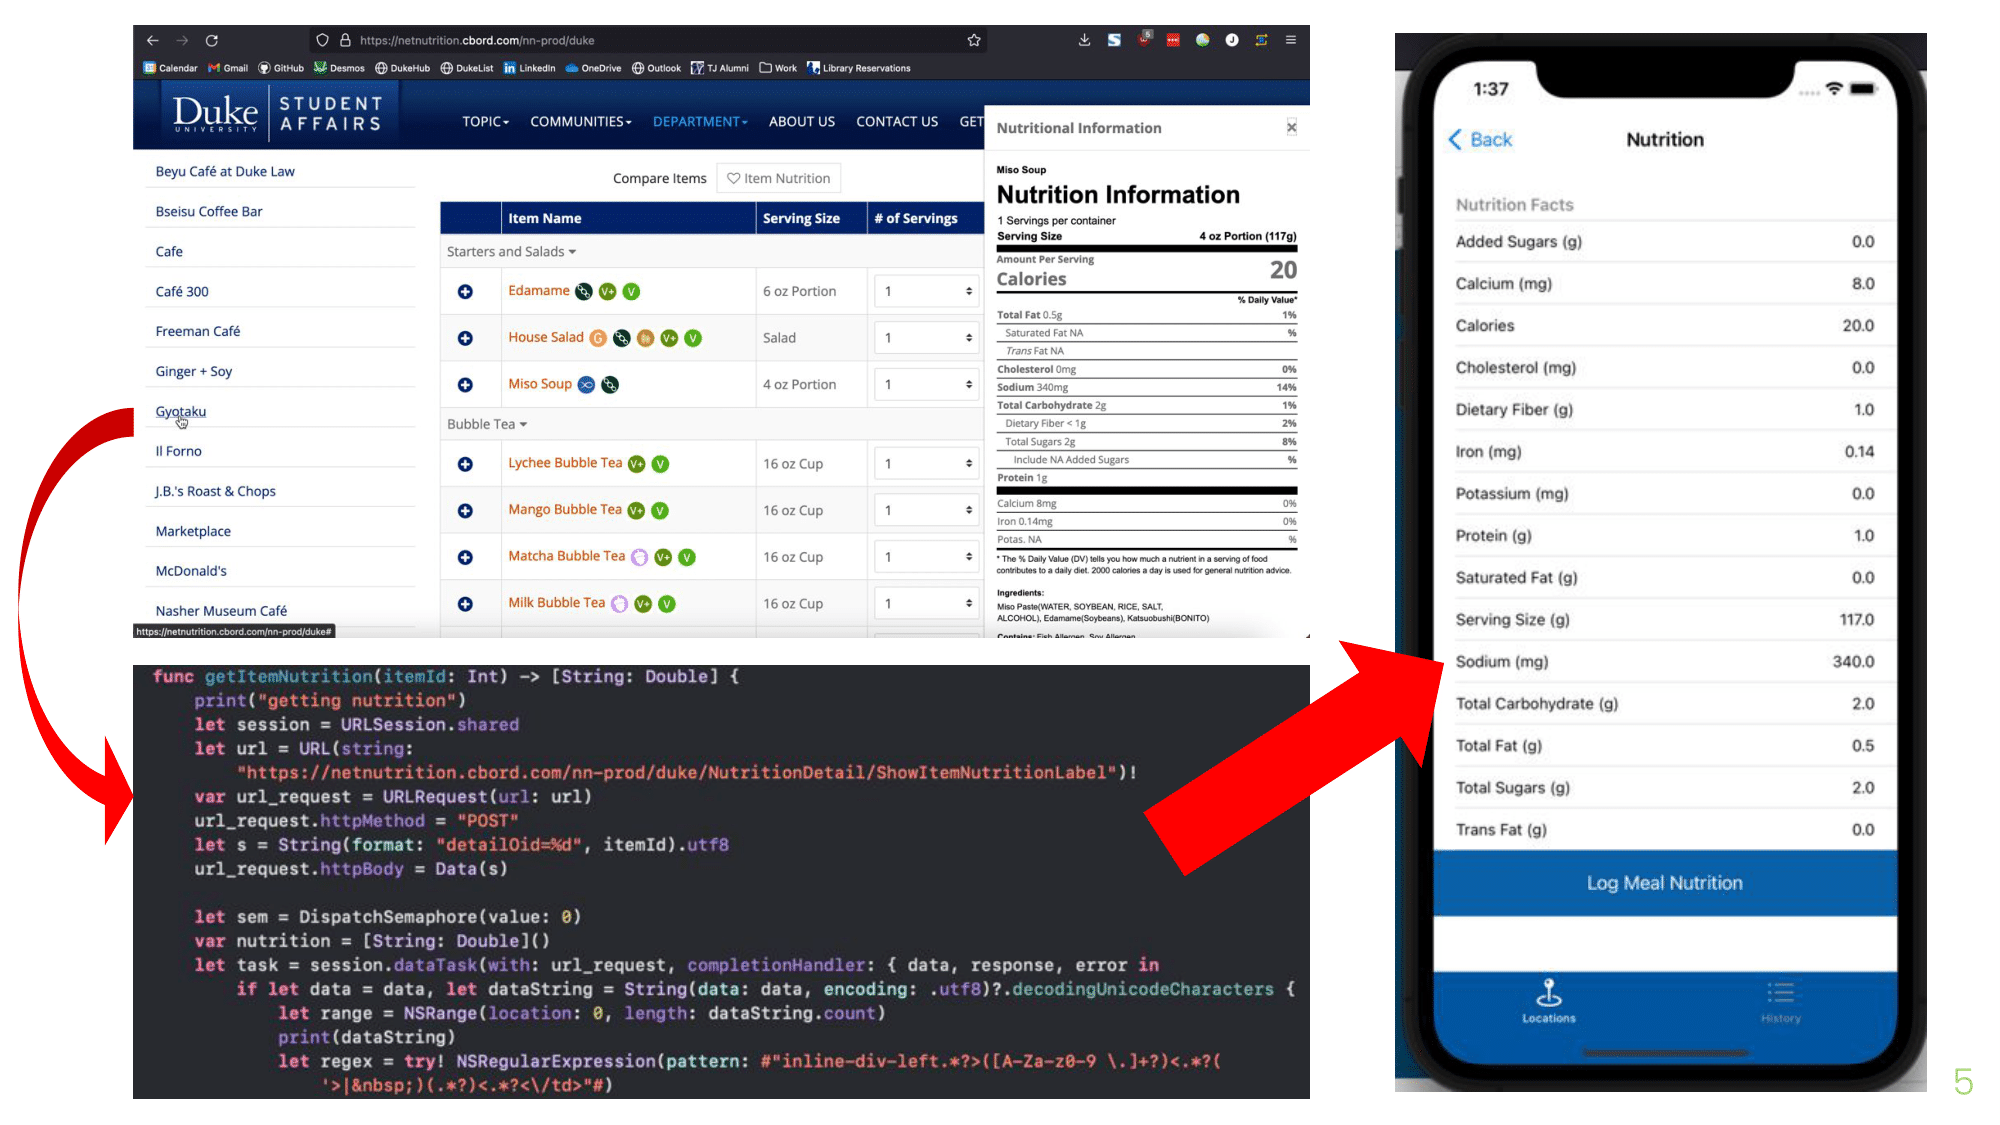 https://netnutrition.cbord.com/nn-prod/duke
Calendar Gmail GitHub Desmos DukeHub DukeList LinkedIn OneDrive Outlook TJ Alumni Work Library Reservations
Duke UNIVERSITY STUDENT AFFAIRS
TOPIC COMMUNITIES DEPARTMENT ABOUT US CONTACT US GET
Beyu Café at Duke Law
Bseisu Coffee Bar
Cafe
Café 300
Freeman Café
Ginger + Soy
Gyotaku
Il Forno
J.B.'s Roast & Chops
Marketplace
McDonald's
Nasher Museum Café
https://netnutrition.cbord.com/nn-prod/duke#
Compare Items Item Nutrition
Item Name Serving Size # of Servings
Starters and Salads
Edamame V+ V 6 oz Portion 1
House Salad G V+ V Salad 1
Miso Soup 4 oz Portion 1
Bubble Tea
Lychee Bubble Tea V+ V 16 oz Cup 1
Mango Bubble Tea V+ V 16 oz Cup 1
Matcha Bubble Tea V+ V 16 oz Cup 1
Milk Bubble Tea V+ V 16 oz Cup 1
Nutritional Information
Miso Soup
Nutrition Information
1 Servings per container
Serving Size 4 oz Portion (117g)
Amount Per Serving
Calories 20
% Daily Value*
Total Fat 0.5g 1%
Saturated Fat NA %
Trans Fat NA
Cholesterol 0mg 0%
Sodium 340mg 14%
Total Carbohydrate 2g 1%
Dietary Fiber < 1g 2%
Total Sugars 2g 8%
Include NA Added Sugars %
Protein 1g
Calcium 8mg 0%
Iron 0.14mg 0%
Potas. NA %
* The % Daily Value (DV) tells you how much a nutrient in a serving of food
contributes to a daily diet. 2000 calories a day is used for general nutrition advice.
Ingredients:
Miso Paste(WATER, SOYBEAN, RICE, SALT,
ALCOHOL), Edamame(Soybeans), Katsuobushi(BONITO)
Contains: Fish Allergen, Soy Allergen
func getItemNutrition(itemId: Int) -> [String: Double] {
print("getting nutrition")
let session = URLSession.shared
let url = URL(string:
"https://netnutrition.cbord.com/nn-prod/duke/NutritionDetail/ShowItemNutritionLabel")!
var url_request = URLRequest(url: url)
url_request.httpMethod = "POST"
let s = String(format: "detailOid=%d", itemId).utf8
url_request.httpBody = Data(s)
let sem = DispatchSemaphore(value: 0)
var nutrition = [String: Double]()
let task = session.dataTask(with: url_request, completionHandler: { data, response, error in
if let data = data, let dataString = String(data: data, encoding: .utf8)?.decodingUnicodeCharacters {
let range = NSRange(location: 0, length: dataString.count)
print(dataString)
let regex = try! NSRegularExpression(pattern: #"inline-div-left.*?>([A-Za-z0-9 \.]+?)<.*?(
'>|&nbsp;)(.*?)<.*?<\/td>"#)
1:37
Back Nutrition
Nutrition Facts
Added Sugars (g) 0.0
Calcium (mg) 8.0
Calories 20.0
Cholesterol (mg) 0.0
Dietary Fiber (g) 1.0
Iron (mg) 0.14
Potassium (mg) 0.0
Protein (g) 1.0
Saturated Fat (g) 0.0
Serving Size (g) 117.0
Sodium (mg) 340.0
Total Carbohydrate (g) 2.0
Total Fat (g) 0.5
Total Sugars (g) 2.0
Trans Fat (g) 0.0
Log Meal Nutrition
Locations History
5